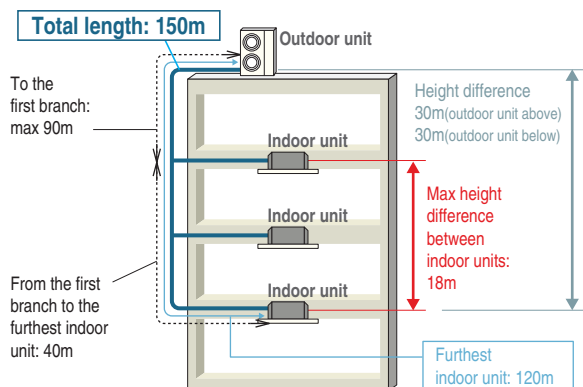 Total length: 150m
Outdoor unit
To the
first branch:
max 90m
Height difference
30m(outdoor unit above)
30m(outdoor unit below)
Indoor unit
Max height
difference
between
indoor units:
18m
Indoor unit
From the first
branch to the
furthest indoor
unit: 40m
Indoor unit
Furthest
indoor unit: 120m